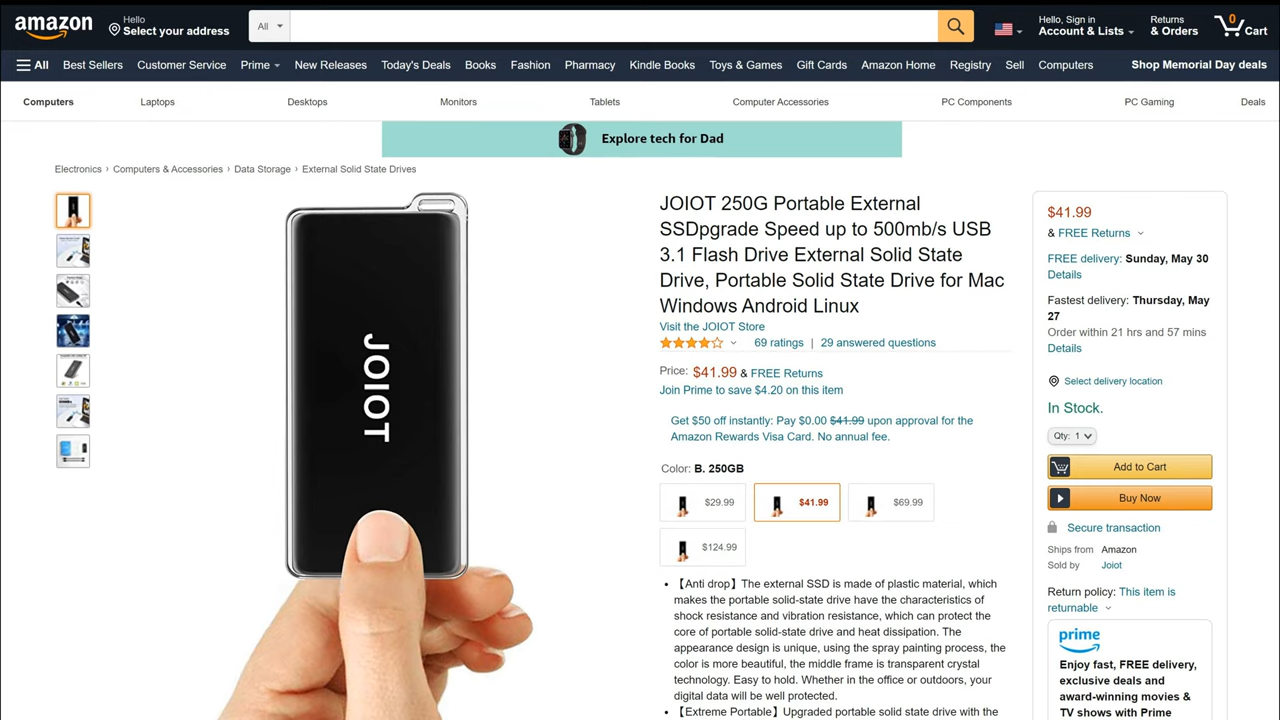 amazon
Hello
Select your address
All
0
Hello, Sign in
Account & Lists
Returns
& Orders
Cart
All
Best Sellers
Customer Service
Prime
New Releases
Today's Deals
Books
Fashion
Pharmacy
Kindle Books
Toys & Games
Gift Cards
Amazon Home
Registry
Sell
Computers
Shop Memorial Day deals
Computers
Laptops
Desktops
Monitors
Tablets
Computer Accessories
PC Components
PC Gaming
Deals
Explore tech for Dad
Electronics › Computers & Accessories › Data Storage › External Solid State Drives
JOIOT
JOIOT 250G Portable External
SSDpgrade Speed up to 500mb/s USB
3.1 Flash Drive External Solid State
Drive, Portable Solid State Drive for Mac
Windows Android Linux
Visit the JOIOT Store
69 ratings | 29 answered questions
Price: $41.99 & FREE Returns
Join Prime to save $4.20 on this item
Get $50 off instantly: Pay $0.00 $41.99 upon approval for the
Amazon Rewards Visa Card. No annual fee.
Color: B. 250GB
$29.99
$41.99
$69.99
$124.99
• 【Anti drop】The external SSD is made of plastic material, which
makes the portable solid-state drive have the characteristics of
shock resistance and vibration resistance, which can protect the
core of portable solid-state drive and heat dissipation. The
appearance design is unique, using the spray painting process, the
color is more beautiful, the middle frame is transparent crystal
technology. Easy to hold. Whether in the office or outdoors, your
digital data will be well protected.
• 【Extreme Portable】Upgraded portable solid state drive with the
$41.99
& FREE Returns
FREE delivery: Sunday, May 30
Details
Fastest delivery: Thursday, May
27
Order within 21 hrs and 57 mins
Details
Select delivery location
In Stock.
Qty: 1
Add to Cart
Buy Now
Secure transaction
Ships from Amazon
Sold by Joiot
Return policy: This item is
returnable
prime
Enjoy fast, FREE delivery,
exclusive deals and
award-winning movies &
TV shows with Prime